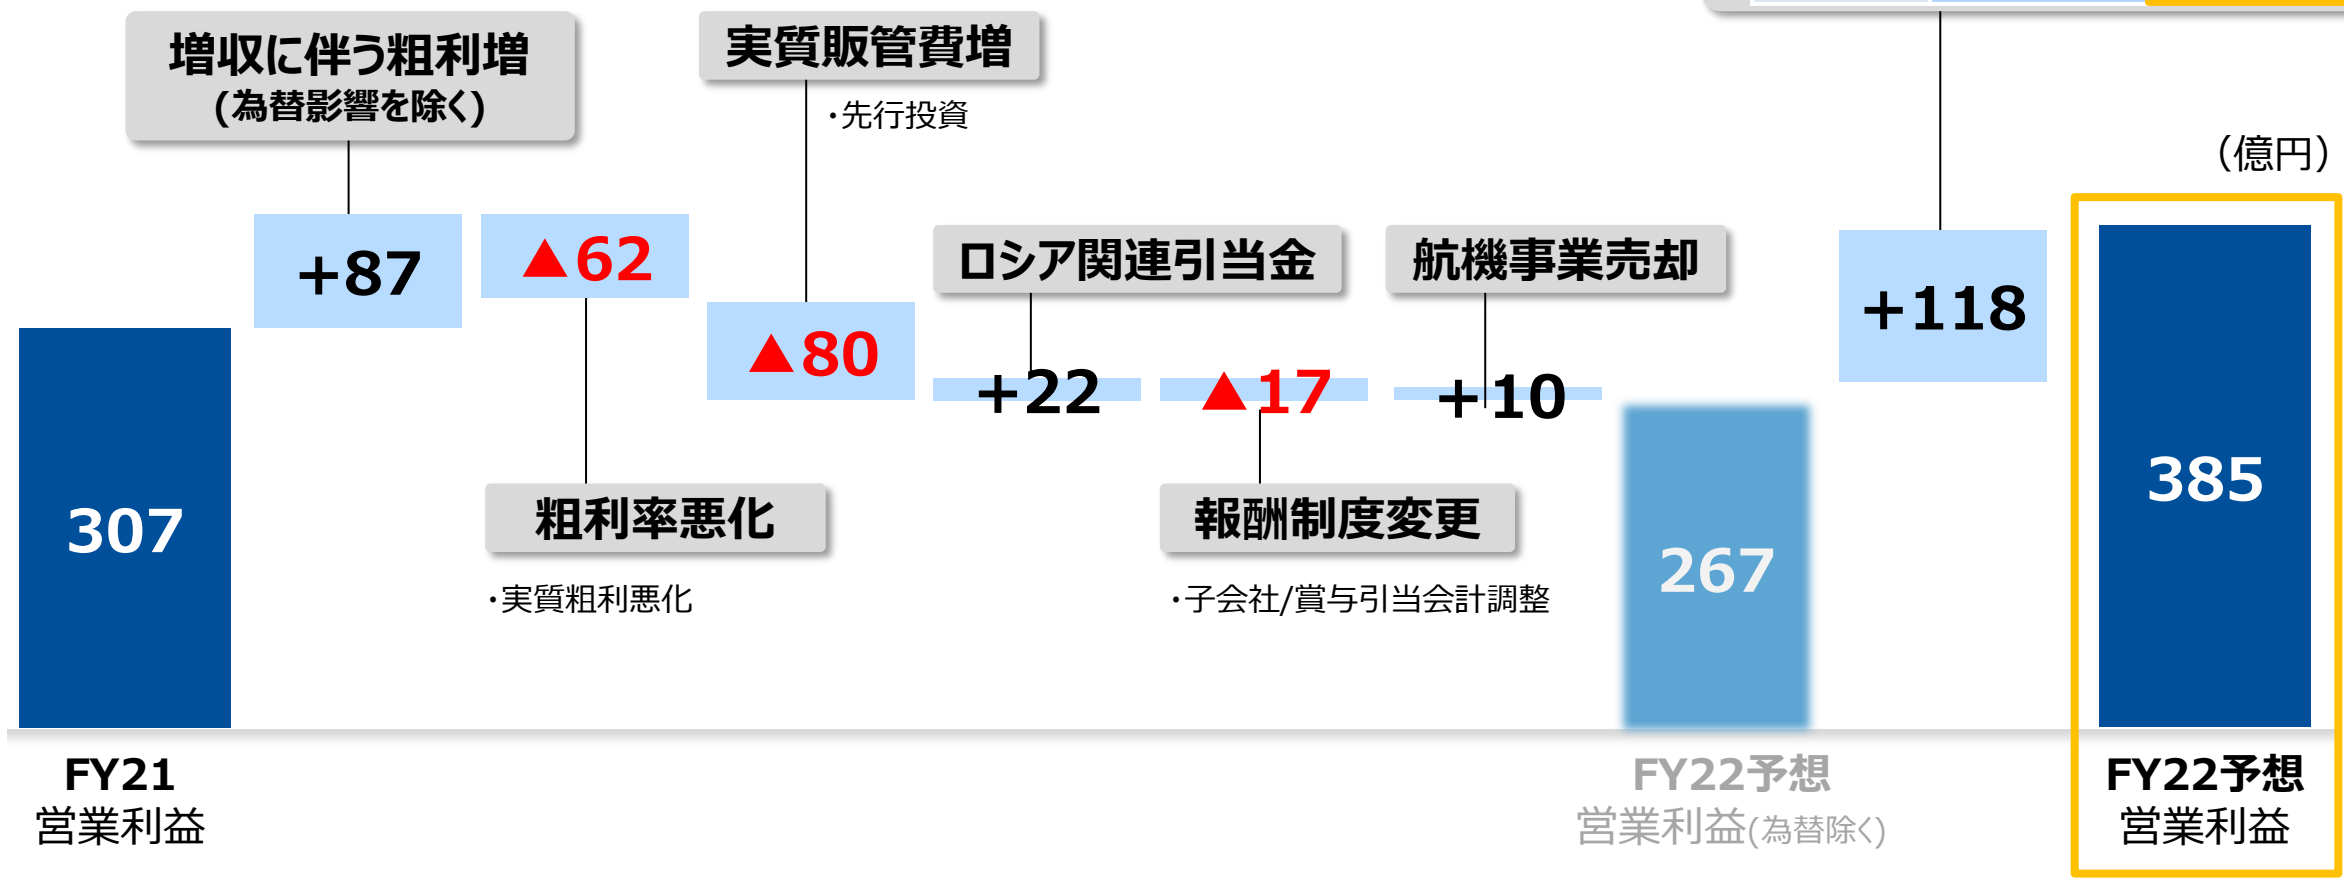 増収に伴う粗利増
(為替影響を除く)
実質販管費増
・先行投資
(億円)
+87
▲62
▲80
ロシア関連引当金
+22
▲17
航機事業売却
+10
+118
307
粗利率悪化
・実質粗利悪化
報酬制度変更
・子会社/賞与引当会計調整
267
385
FY21
営業利益
FY22予想
営業利益(為替除く)
FY22予想
営業利益